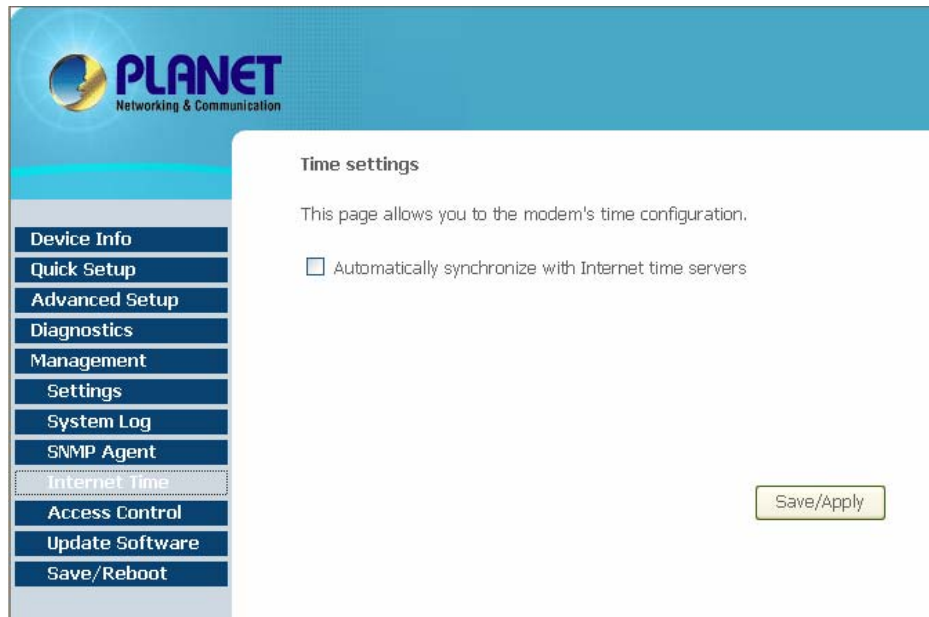 PLANET
Networking & Communication
Time settings
This page allows you to the modem's time configuration.
Automatically synchronize with Internet time servers
Save/Apply
Device Info
Quick Setup
Advanced Setup
Diagnostics
Management
Settings
System Log
SNMP Agent
Internet Time
Access Control
Update Software
Save/Reboot